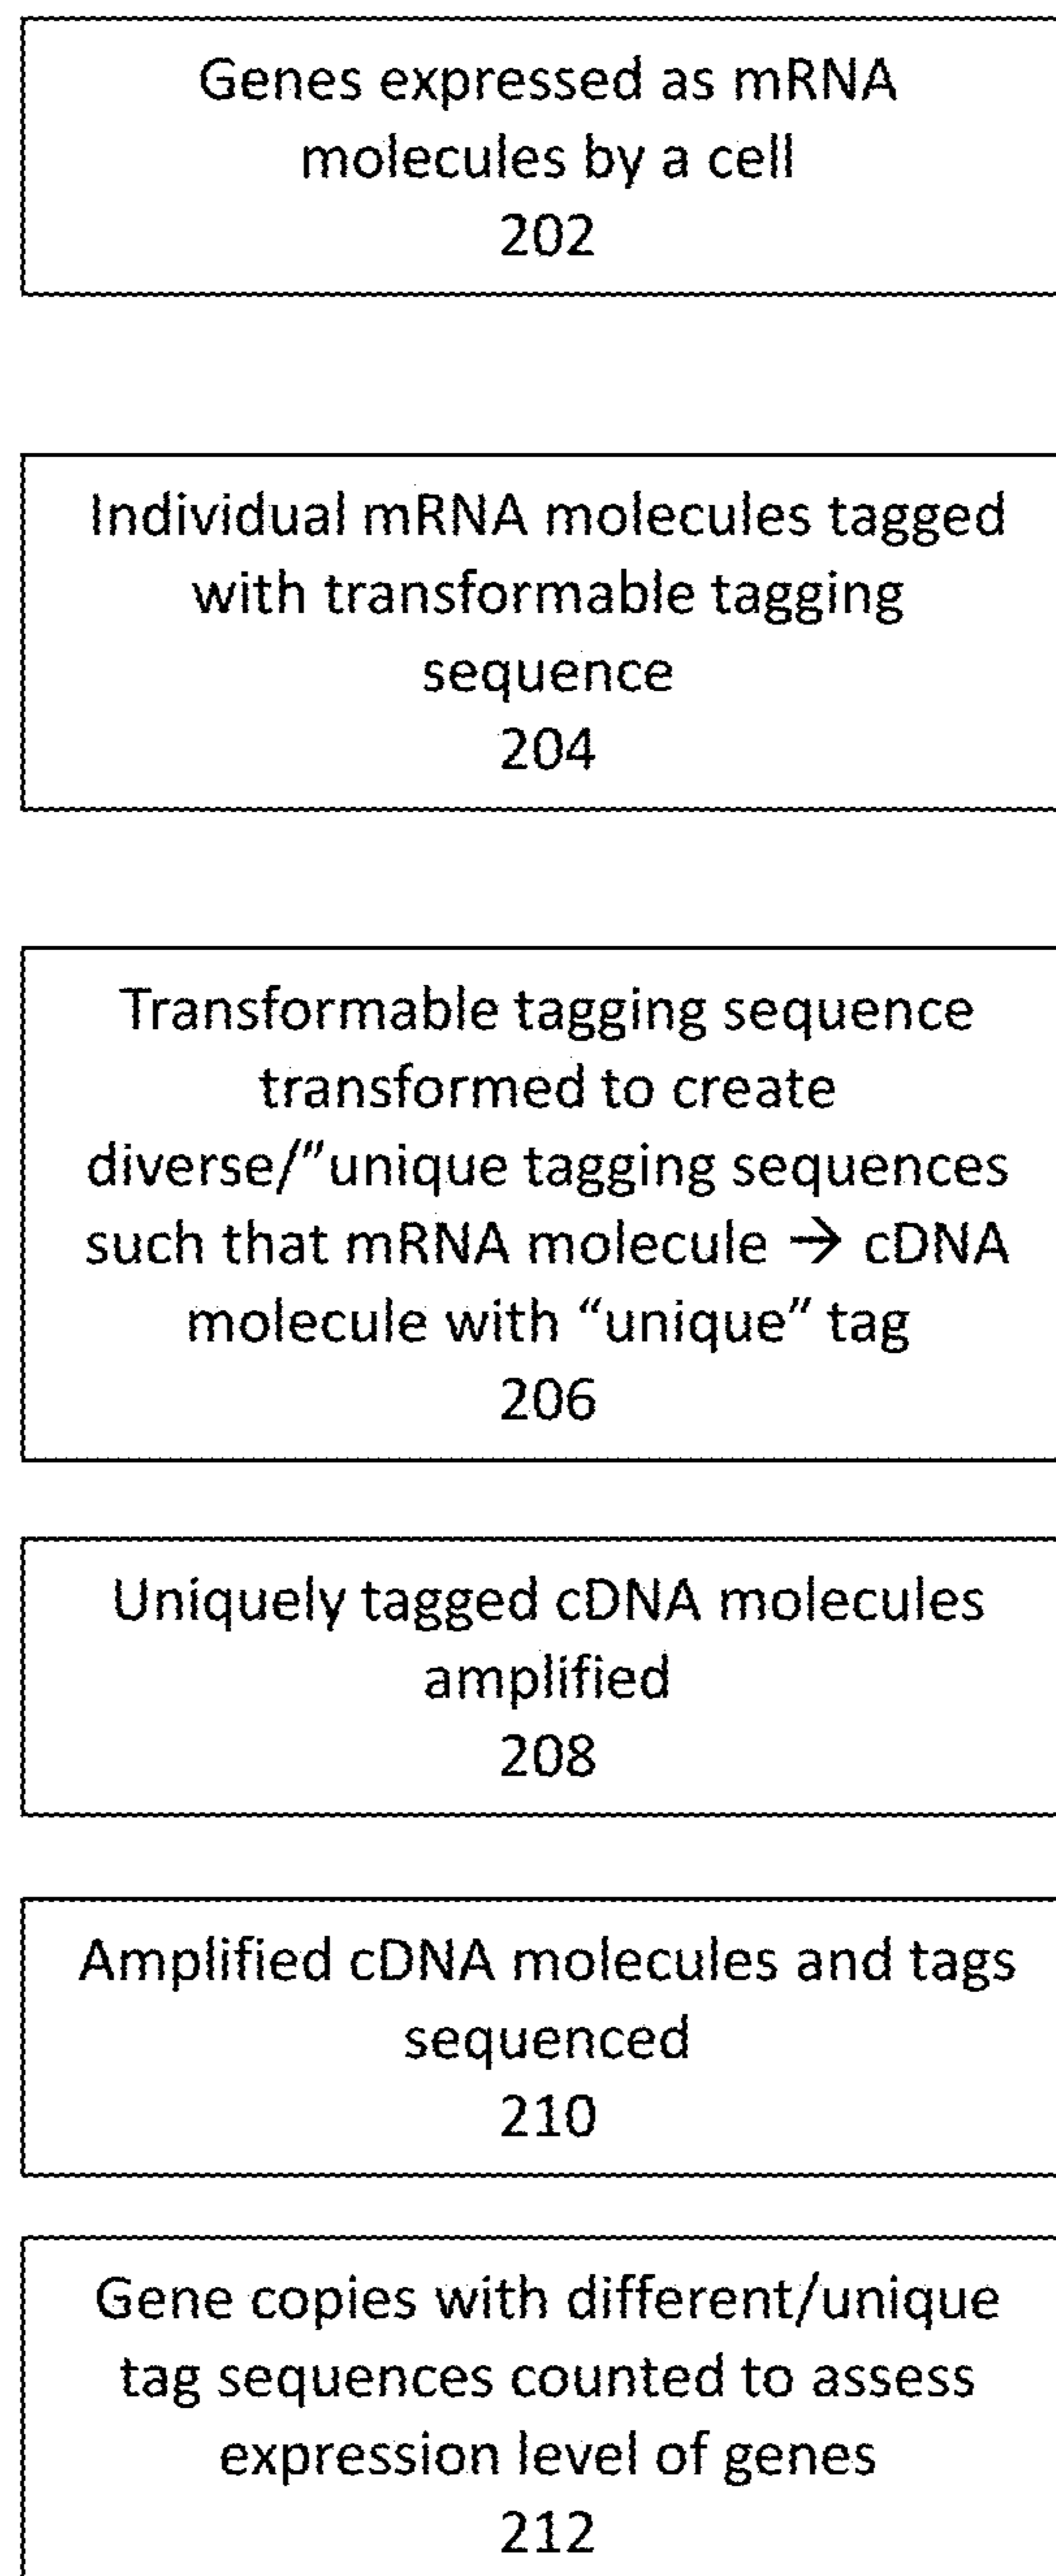 Genes expressed as mRNA
molecules by a cell
202
Individual mRNA molecules tagged
with transformable tagging
sequence
204
Transformable tagging sequence
transformed to create
diverse/”unique tagging sequences
such that mRNA molecule → cDNA
molecule with “unique” tag
206
Uniquely tagged cDNA molecules
amplified
208
Amplified cDNA molecules and tags
sequenced
210
Gene copies with different/unique
tag sequences counted to assess
expression level of genes
212